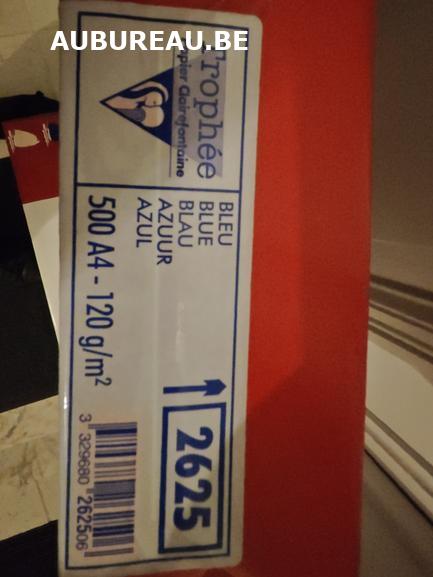 AUBUREAU.BE
Trophée
papier Clairefontaine
BLEU
BLUE
BLAU
AZUUR
AZUL
500 A4 - 120 g/m²
2625
3 329680 262506